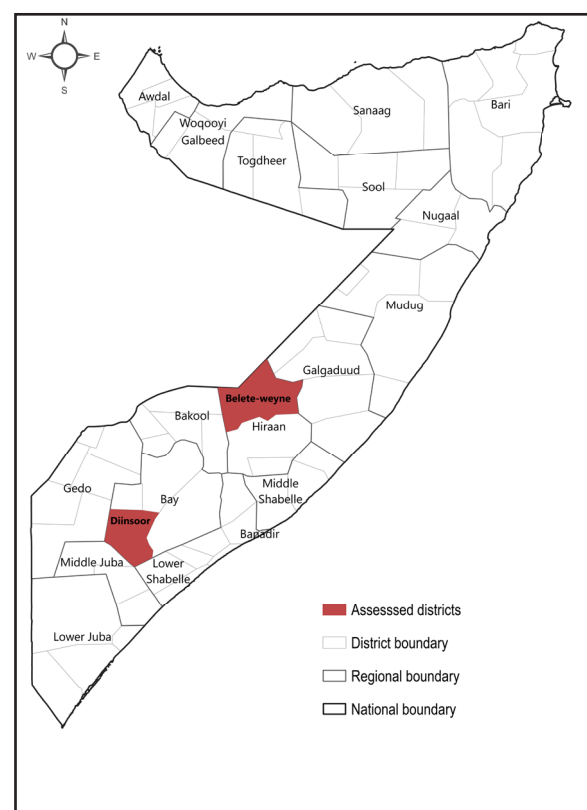 N
W
E
S
Awdal
Woqooyi
Galbeed
Togdheer
Sanaag
Bari
Sool
Nugaal
Mudug
Galgaduud
Belete-weyne
Hiraan
Bakool
Gedo
Bay
Middle
Shabelle
Diinsoor
Banadir
Middle Juba
Lower
Shabelle
Lower Juba
Assesssed districts
District boundary
Regional boundary
National boundary